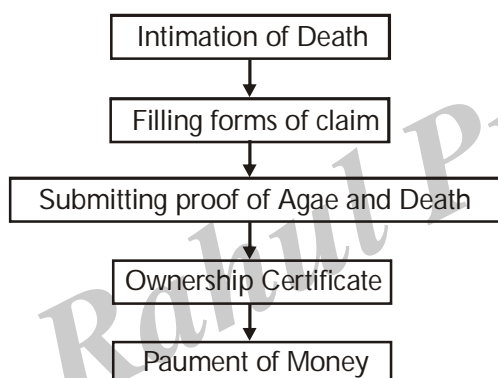 Intimation of Death
Filling forms of claim
Submitting proof of Agae and Death
Ownership Certificate
Paument of Money
Rahul P